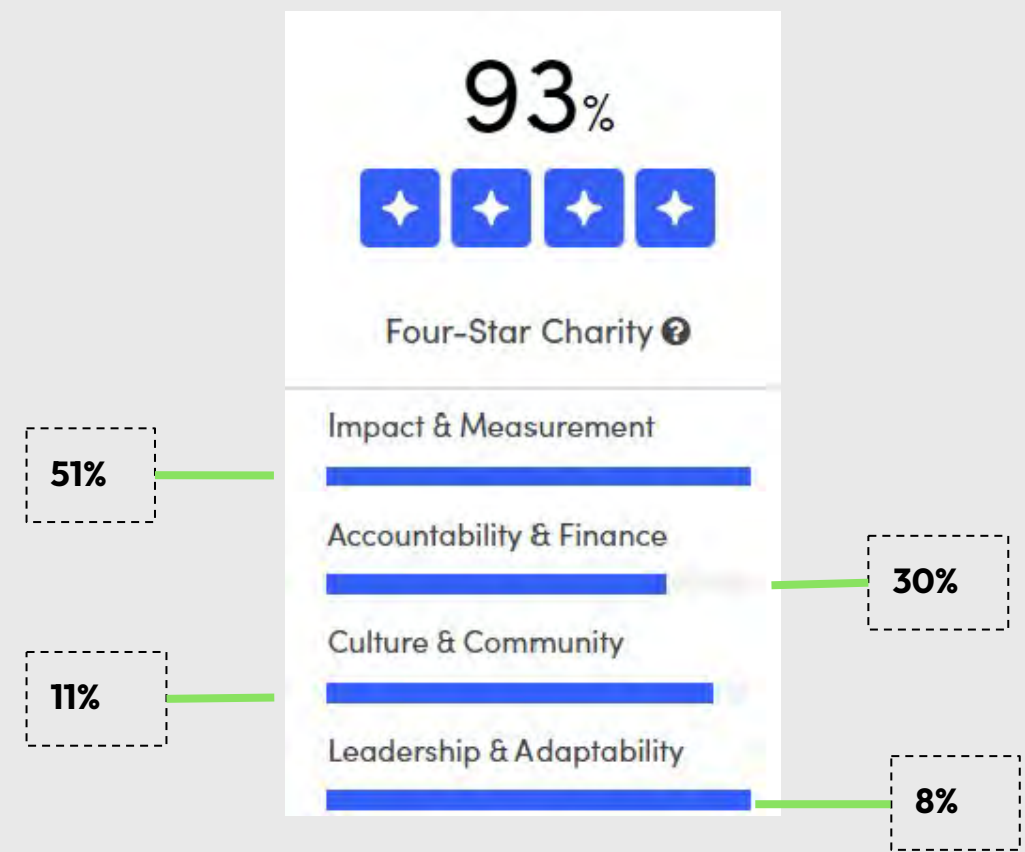 93%
Four-Star Charity ?
Impact & Measurement
51%
Accountability & Finance
30%
Culture & Community
11%
Leadership & Adaptability
8%